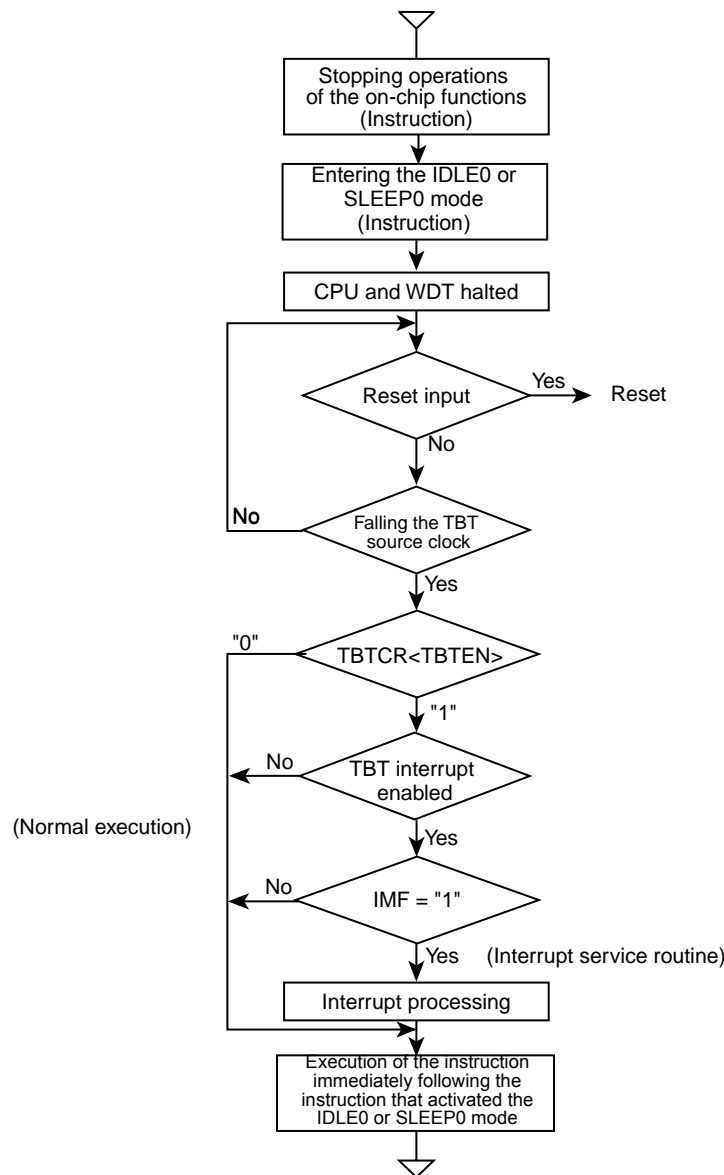 Stopping operations
of the on-chip functions
(Instruction)
Entering the IDLE0 or
SLEEP0 mode
(Instruction)
CPU and WDT halted
Reset input
Yes
Reset
No
No
Falling the TBT
source clock
Yes
"0"
TBTCR<TBTEN>
"1"
No
TBT interrupt
enabled
(Normal execution)
Yes
No
IMF = "1"
Yes
(Interrupt service routine)
Interrupt processing
Execution of the instruction
immediately following the
instruction that activated the
IDLE0 or SLEEP0 mode